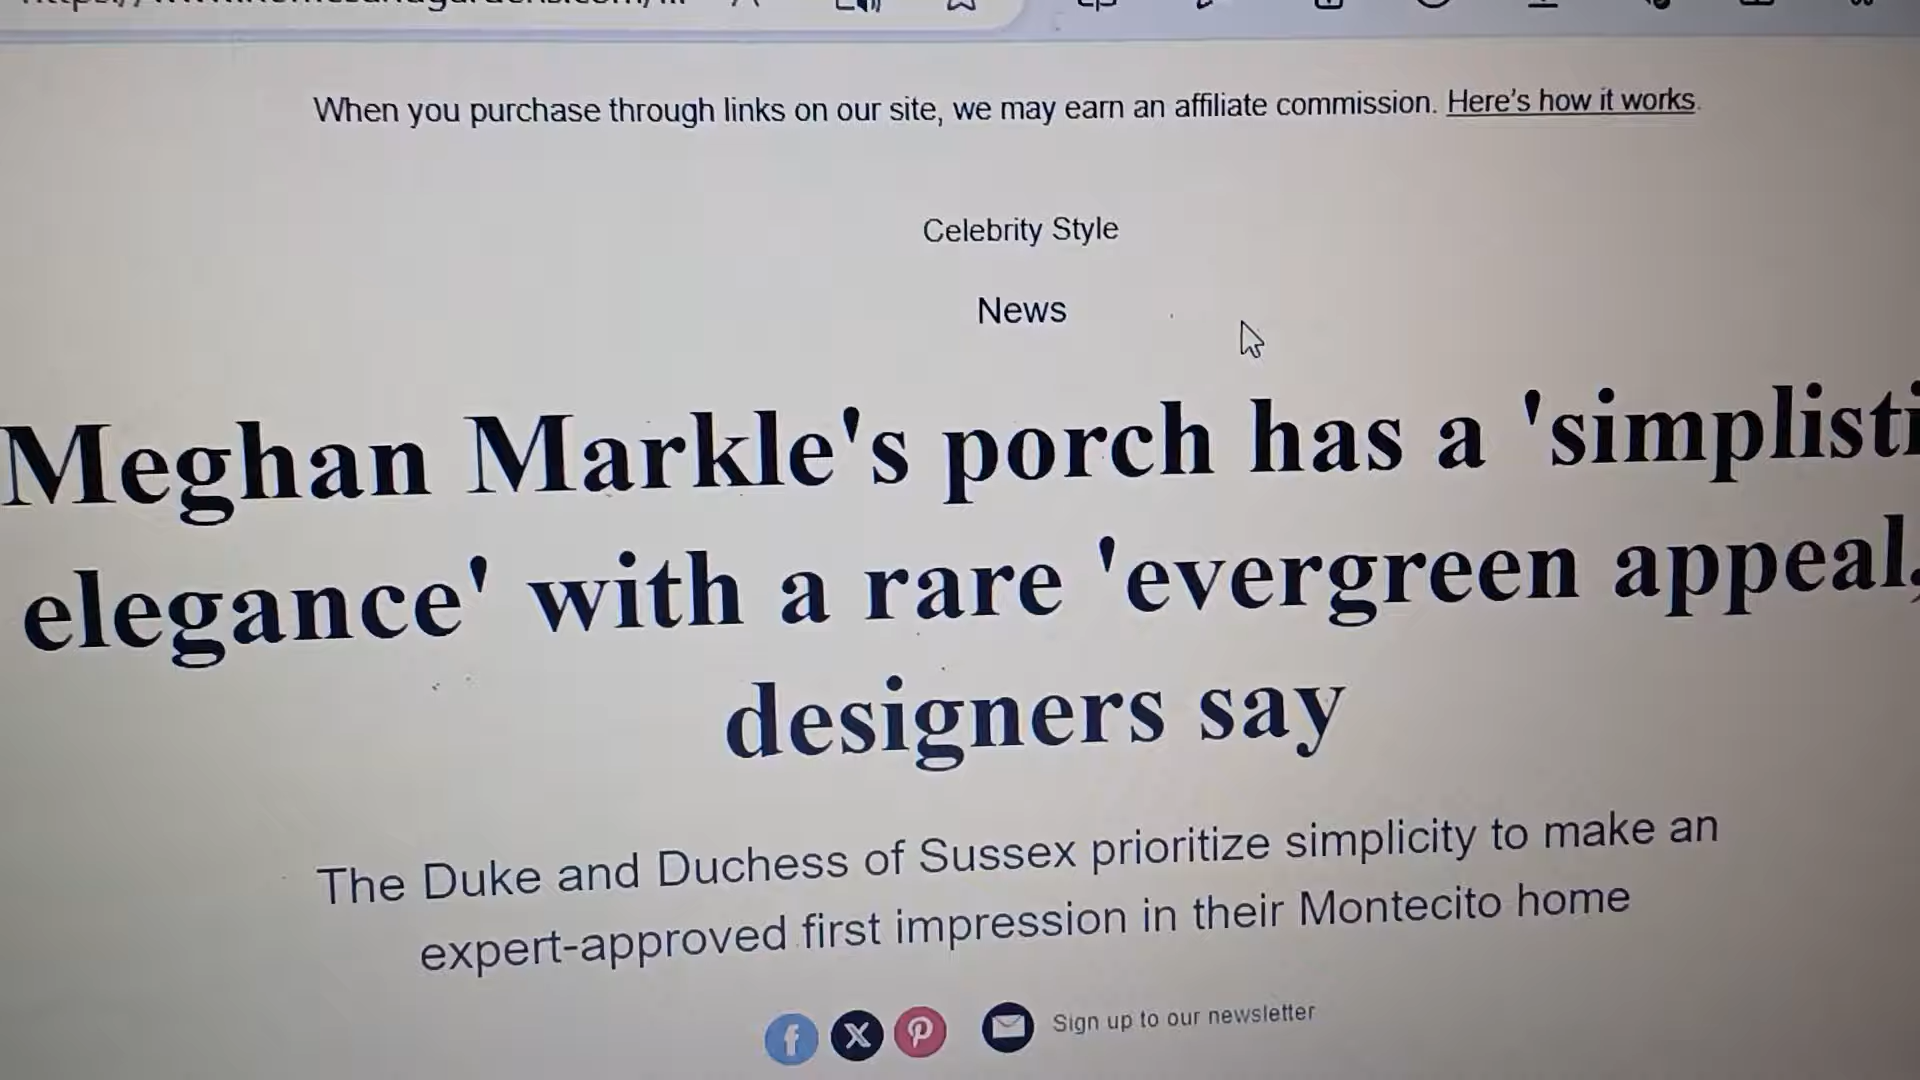 When you purchase through links on our site, we may earn an affiliate commission. Here's how it works.
Celebrity Style
News
Meghan Markle's porch has a 'simplisti
elegance' with a rare 'evergreen appeal,
designers say
The Duke and Duchess of Sussex prioritize simplicity to make an
expert-approved first impression in their Montecito home
Sign up to our newsletter